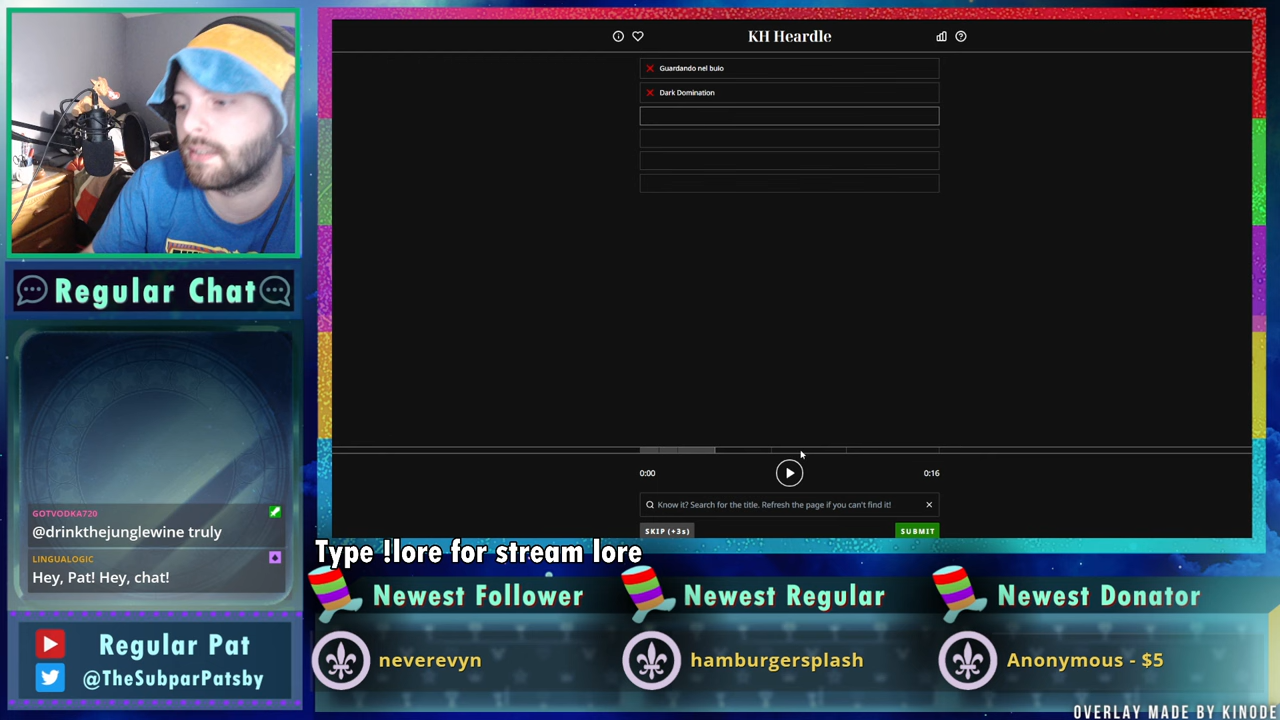 KH Heardle
Guardando nel buio
Dark Domination
0:00
0:16
Know it? Search for the title. Refresh the page if you can't find it!
SKIP (+3s)
SUBMIT
Regular Chat
GOTVODKA720
@drinkthejunglewine truly
LINGUALOGIC
Hey, Pat! Hey, chat!
Regular Pat
@TheSubparPatsby
Type !lore for stream lore
Newest Follower
neverevyn
Newest Regular
hamburgersplash
Newest Donator
Anonymous - $5
OVERLAY MADE BY KINODE